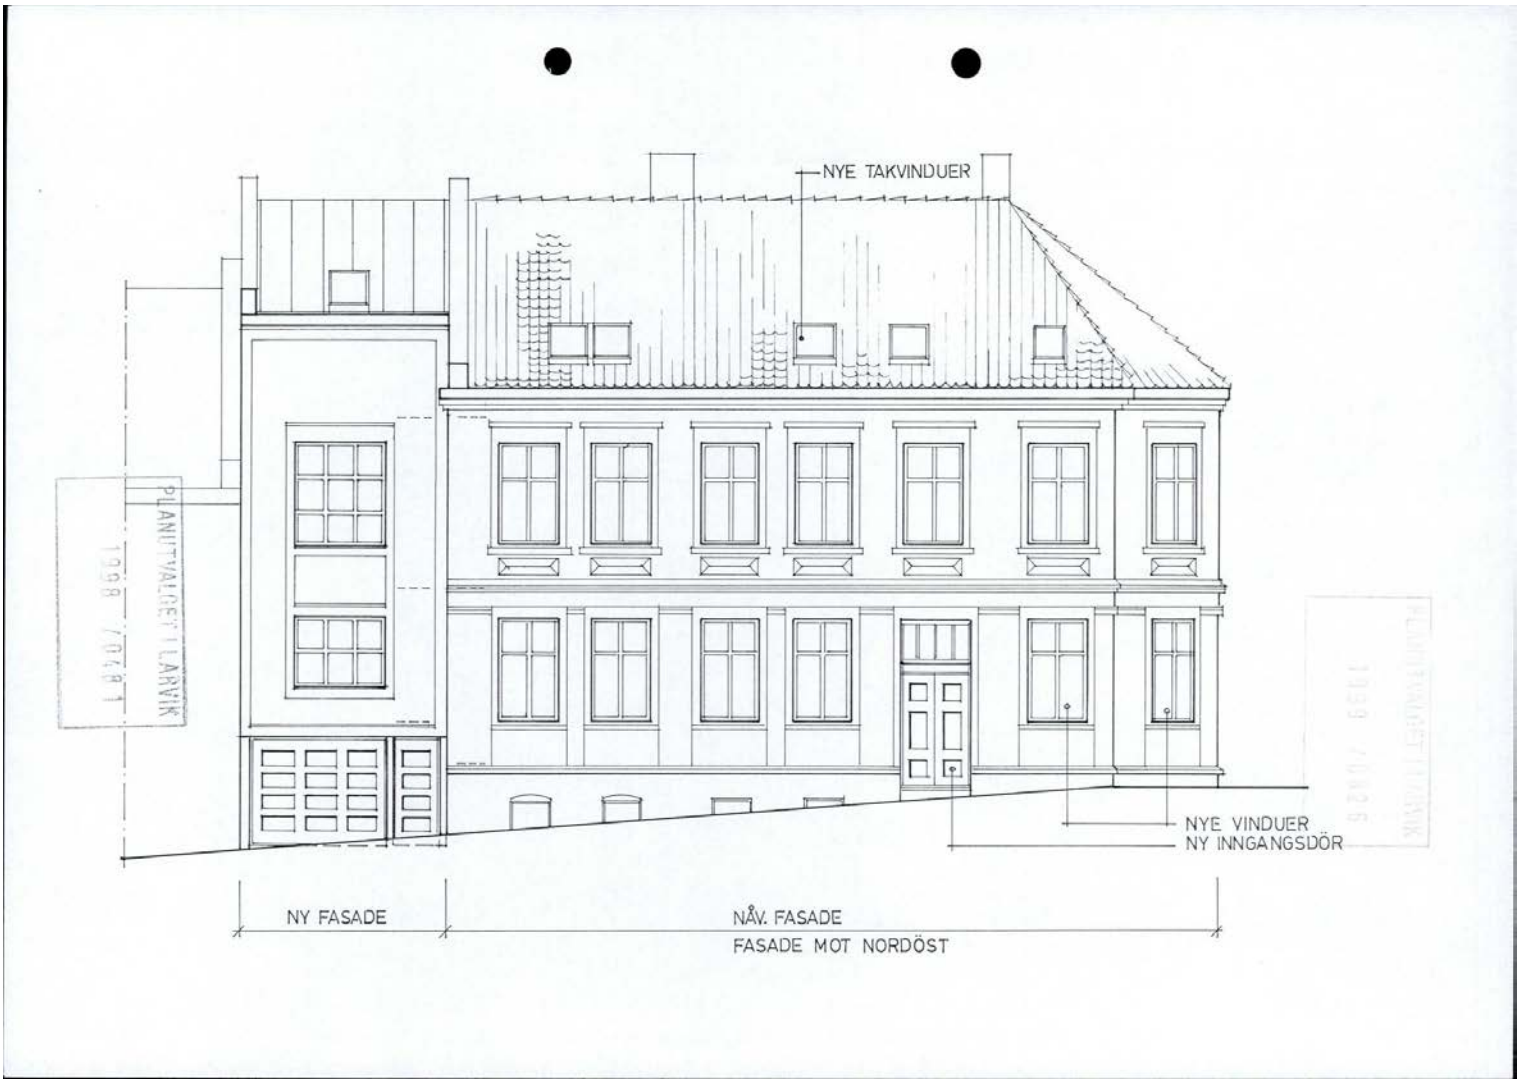 NYE TAKVINDUER
PLANUTVALGET I LARVIK
1998 /0481
PLANUTVALGET I LARVIK
NYE VINDUER
NY INNGANGSDÖR
NY FASADE
NÅV. FASADE
FASADE MOT NORDÖST